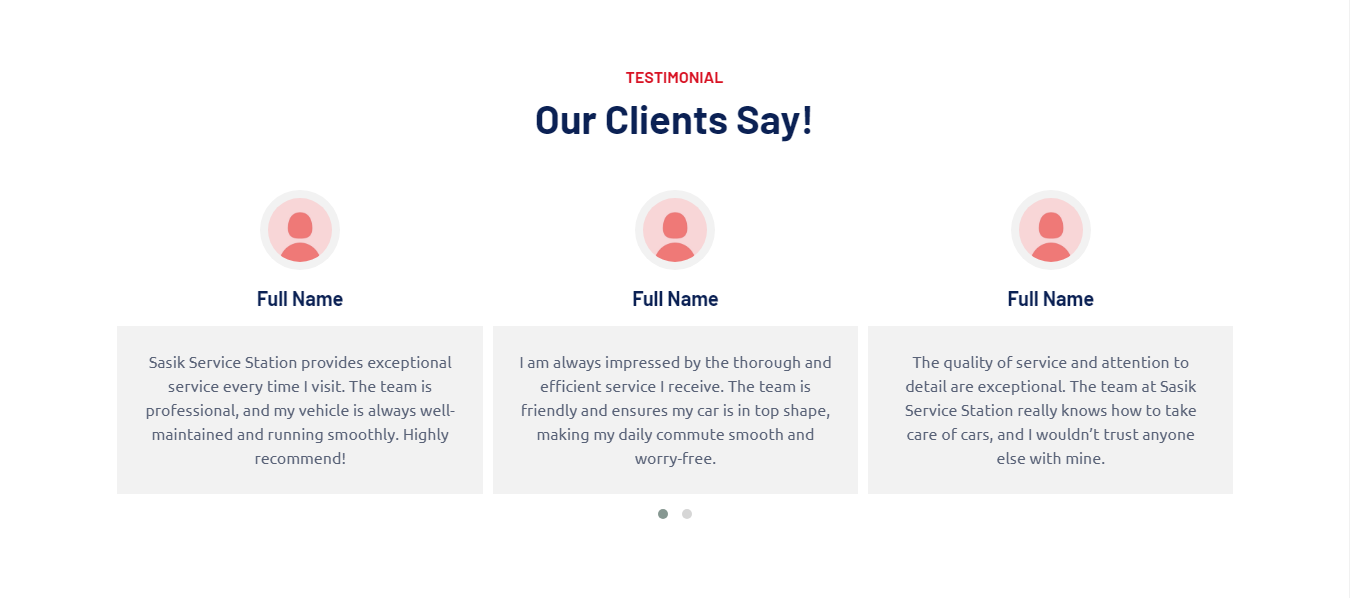 TESTIMONIAL
Our Clients Say!
Full Name
Sasik Service Station provides exceptional
service every time I visit. The team is
professional, and my vehicle is always well-
maintained and running smoothly. Highly
recommend!
Full Name
I am always impressed by the thorough and
efficient service I receive. The team is
friendly and ensures my car is in top shape,
making my daily commute smooth and
worry-free.
Full Name
The quality of service and attention to
detail are exceptional. The team at Sasik
Service Station really knows how to take
care of cars, and I wouldn’t trust anyone
else with mine.